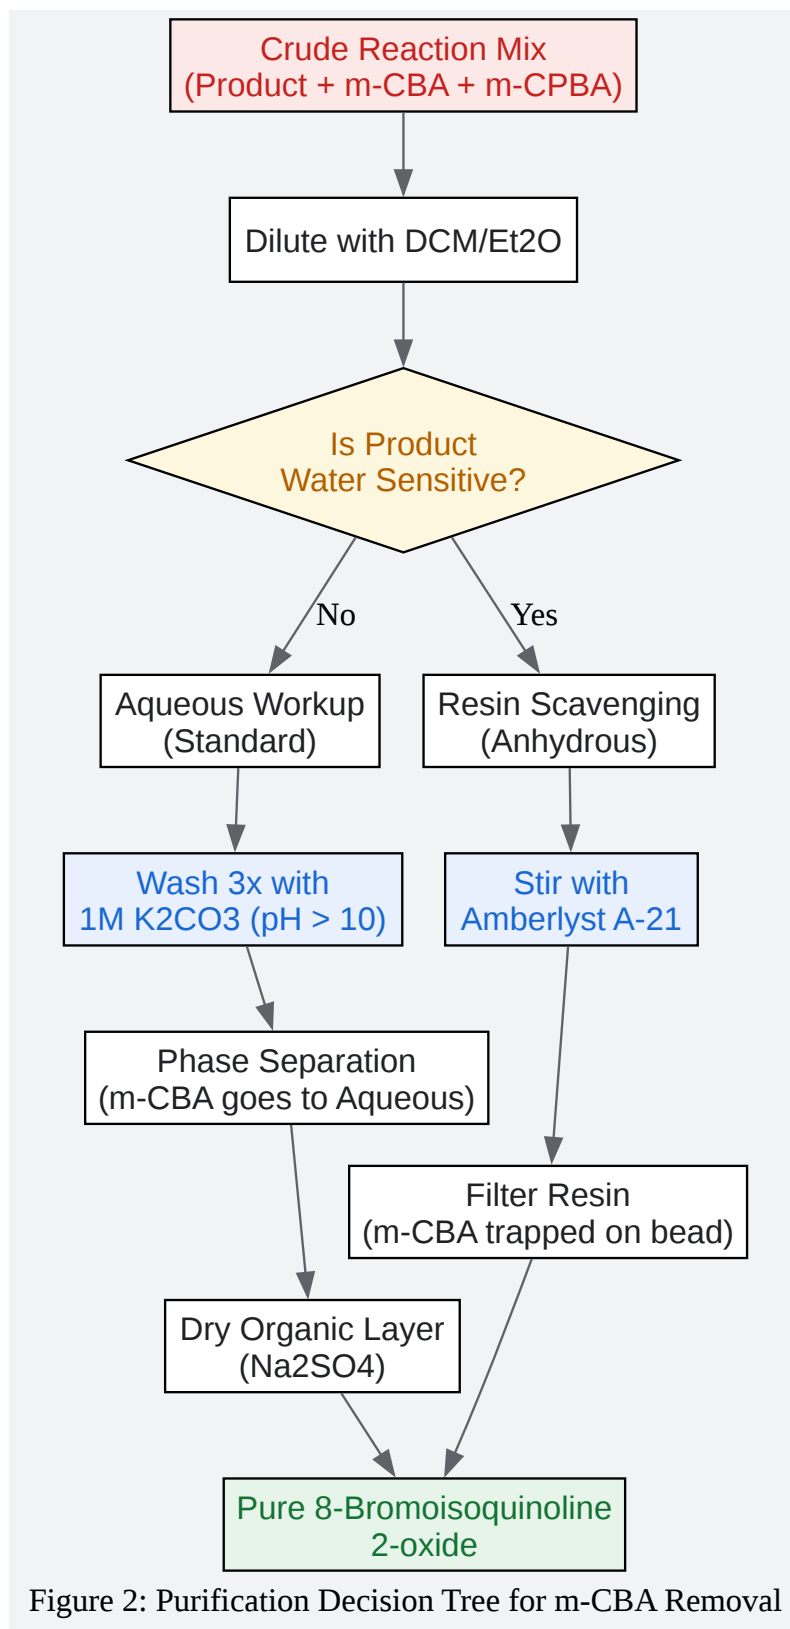 Crude Reaction Mix
(Product + m-CBA + m-CPBA)
Dilute with DCM/Et2O
Is Product
Water Sensitive?
No
Yes
Aqueous Workup
(Standard)
Resin Scavenging
(Anhydrous)
Wash 3x with
1M K2CO3 (pH > 10)
Stir with
Amberlyst A-21
Phase Separation
(m-CBA goes to Aqueous)
Filter Resin
(m-CBA trapped on bead)
Dry Organic Layer
(Na2SO4)
Pure 8-Bromoisoquinoline
2-oxide
Figure 2: Purification Decision Tree for m-CBA Removal